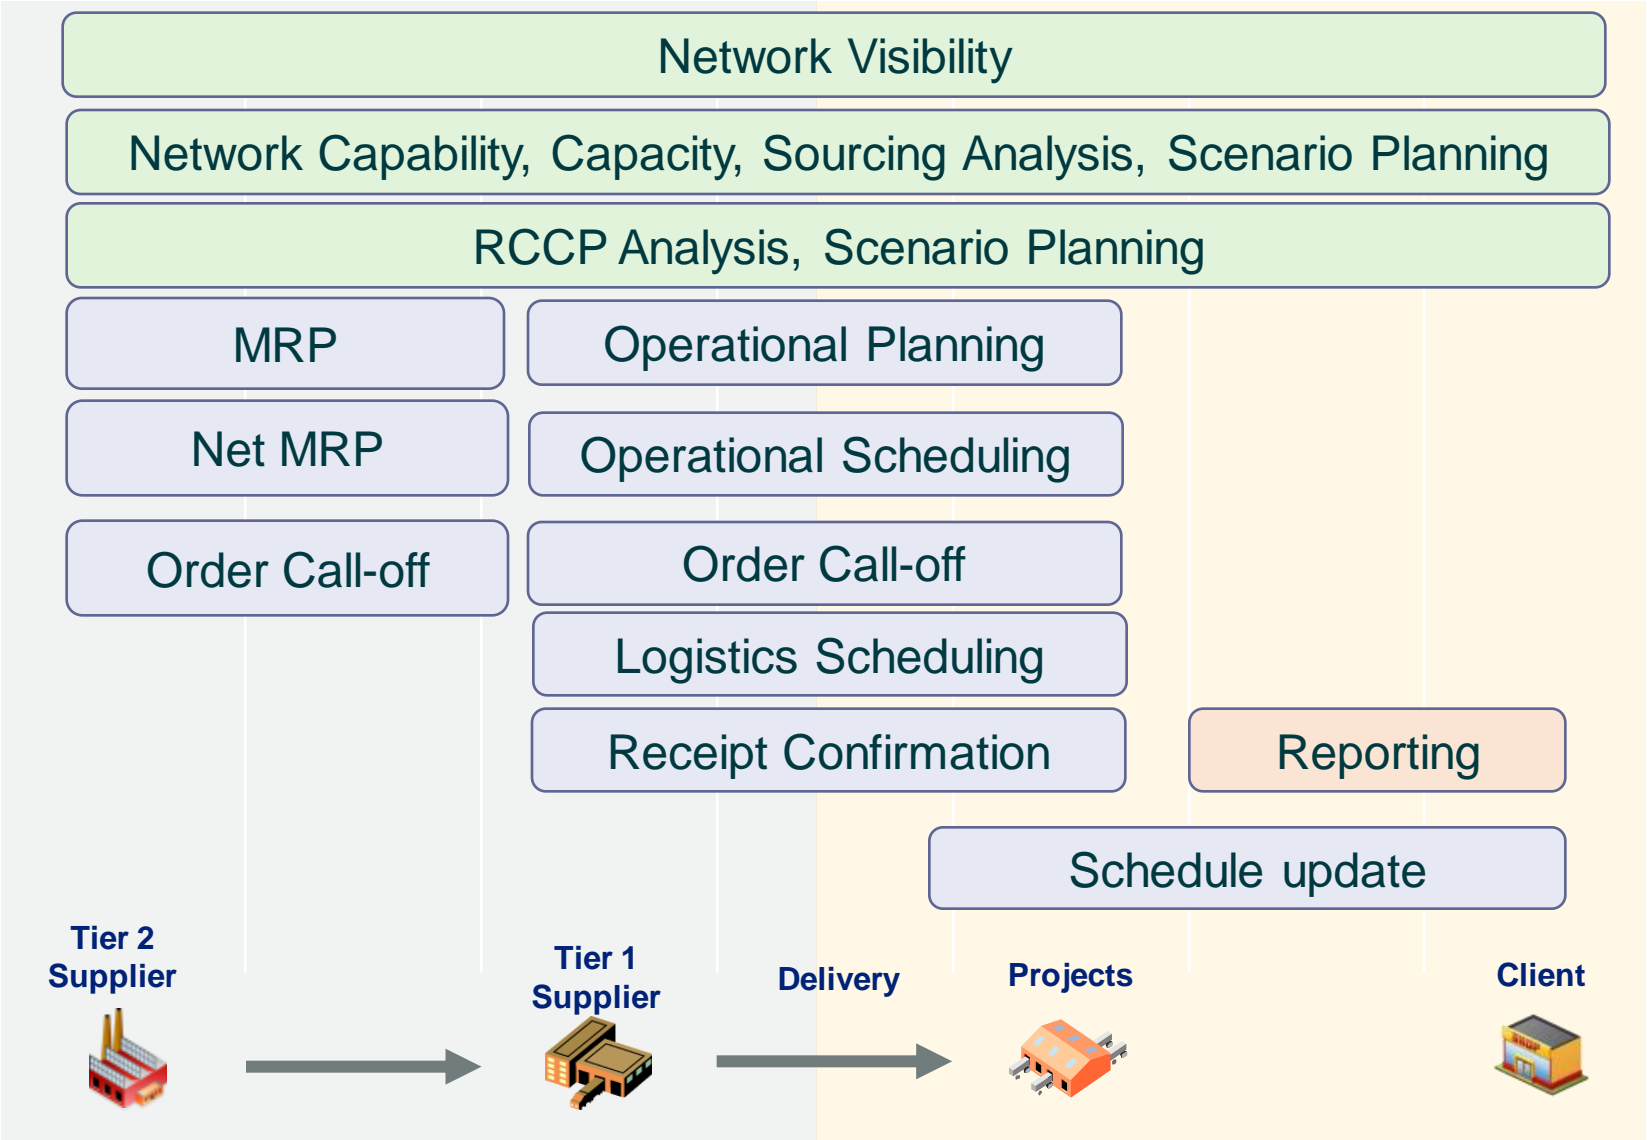 Network Visibility
Network Capability, Capacity, Sourcing Analysis, Scenario Planning
RCCP Analysis, Scenario Planning
MRP
Operational Planning
Net MRP
Operational Scheduling
Order Call-off
Order Call-off
Logistics Scheduling
Receipt Confirmation
Reporting
Schedule update
Tier 2
Supplier
Tier 1
Supplier
Delivery
Projects
Client
SHOP